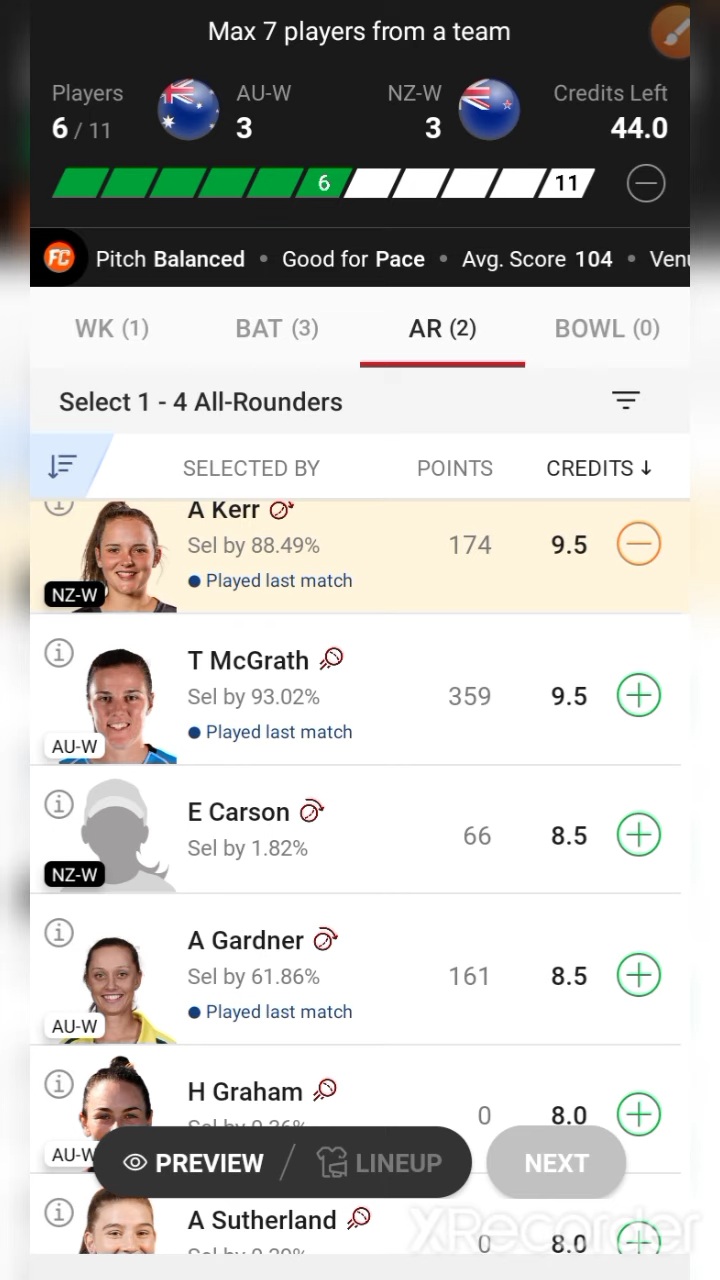 Max 7 players from a team
Players AU-W NZ-W Credits Left
6 / 11 3 3 44.0
6 11
FC Pitch Balanced • Good for Pace • Avg. Score 104 •
WK (1) BAT (3) AR (2) BOWL (0)
Select 1 - 4 All-Rounders
SELECTED BY POINTS CREDITS ↓
A Kerr
Sel by 88.49% 174 9.5
Played last match
NZ-W
T McGrath
Sel by 93.02% 359 9.5
Played last match
AU-W
E Carson
Sel by 1.82% 66 8.5
NZ-W
A Gardner
Sel by 61.86% 161 8.5
Played last match
AU-W
H Graham
0 8.0
AU-W
PREVIEW / LINEUP NEXT
A Sutherland
0 8.0
XRecorder